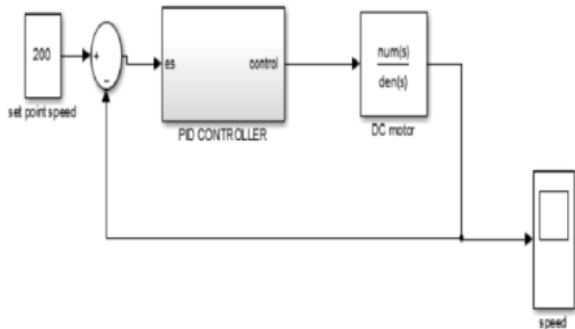 200
set point speed
+
−
es
control
PID CONTROLLER
num(s)
den(s)
DC motor
speed